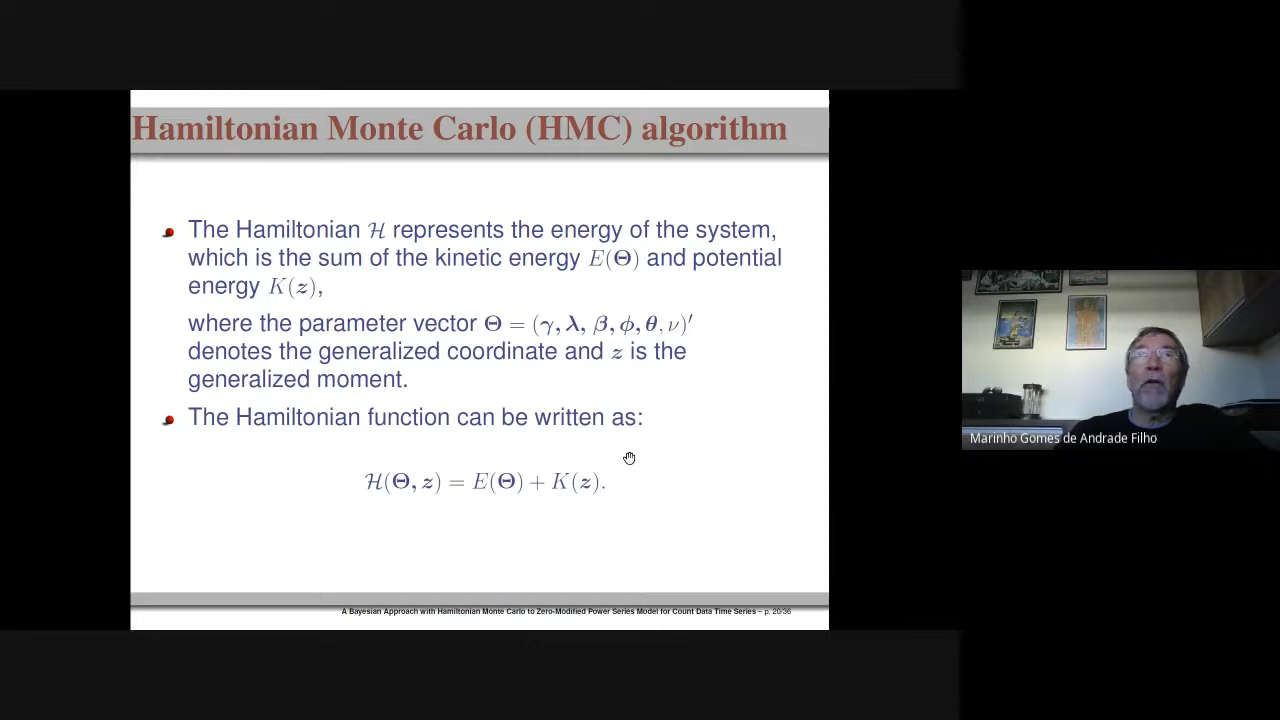 Hamiltonian Monte Carlo (HMC) algorithm
The Hamiltonian ℋ represents the energy of the system,
which is the sum of the kinetic energy E(Θ) and potential
energy K(z),
where the parameter vector Θ = (γ, λ, β, ϕ, θ, ν)′
denotes the generalized coordinate and z is the
generalized moment.
The Hamiltonian function can be written as:
ℋ(Θ, z) = E(Θ) + K(z).
A Bayesian Approach with Hamiltonian Monte Carlo to Zero-Modified Power Series Model for Count Data Time Series – p. 20/36
Marinho Gomes de Andrade Filho